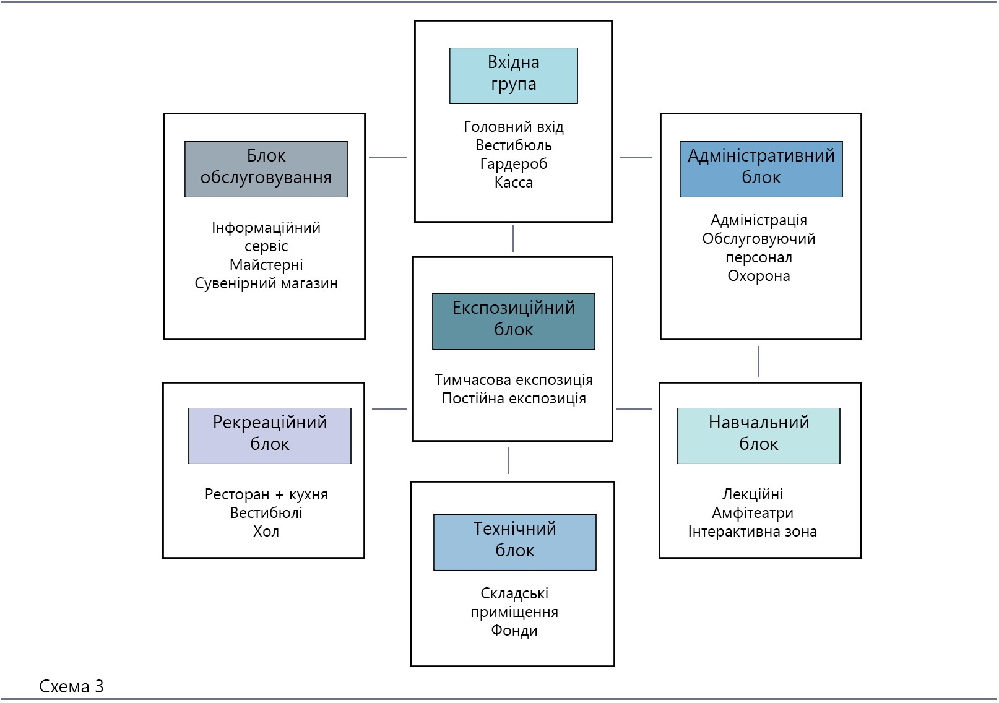 Вхідна
група
Головний вхід
Вестибюль
Гардероб
Касса
Блок
обслуговування
Інформаційний
сервіс
Майстерні
Сувенірний магазин
Адміністративний
блок
Адміністрація
Обслуговуючий
персонал
Охорона
Експозиційний
блок
Тимчасова експозиція
Постійна експозиція
Рекреаційний
блок
Ресторан + кухня
Вестибюлі
Хол
Навчальний
блок
Лекційні
Амфітеатри
Інтерактивна зона
Технічний
блок
Складські
приміщення
Фонди
Схема 3